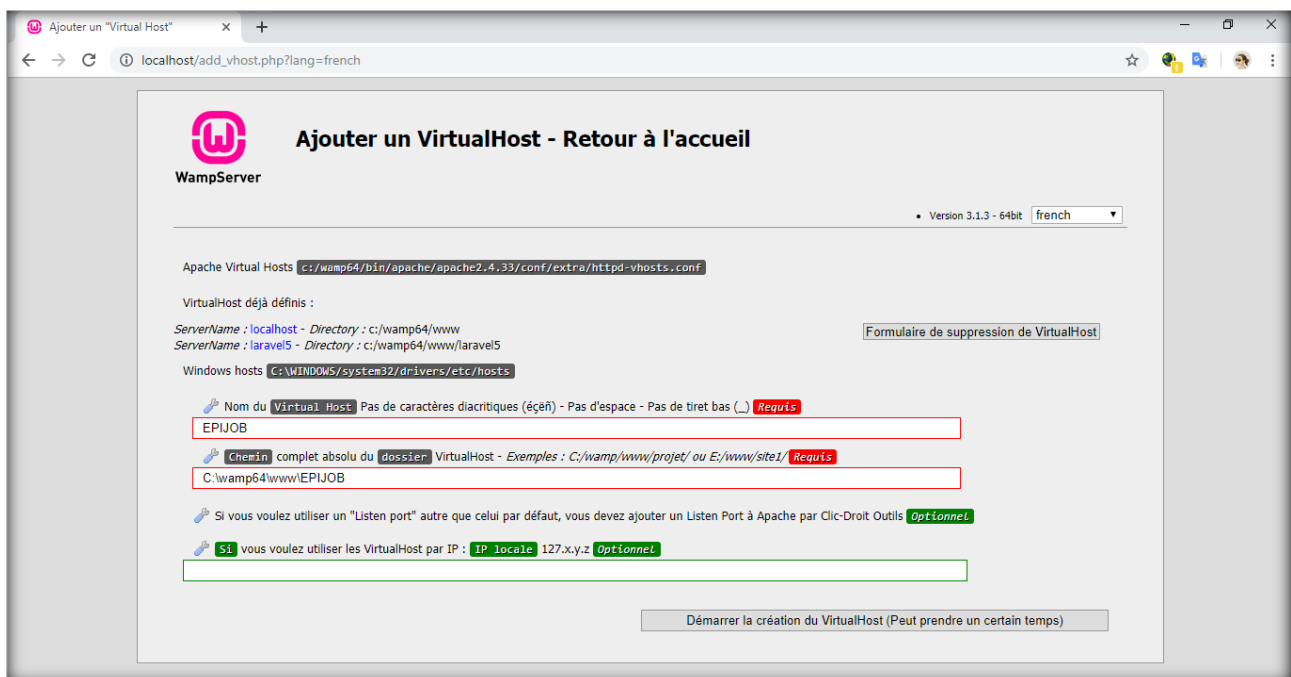 Ajouter un "Virtual Host"
localhost/add_vhost.php?lang=french
Ajouter un VirtualHost - Retour à l'accueil
WampServer
• Version 3.1.3 - 64bit french
Apache Virtual Hosts c:/wamp64/bin/apache/apache2.4.33/conf/extra/httpd-vhosts.conf
VirtualHost déjà définis :
ServerName : localhost - Directory : c:/wamp64/www
ServerName : laravel5 - Directory : c:/wamp64/www/laravel5
Formulaire de suppression de VirtualHost
Windows hosts C:\WINDOWS/system32/drivers/etc/hosts
Nom du Virtual Host Pas de caractères diacritiques (éçëñ) - Pas d'espace - Pas de tiret bas (_) Requis
EPIJOB
Chemin complet absolu du dossier VirtualHost - Exemples : C:/wamp/www/projet/ ou E:/www/site1/ Requis
C:\wamp64\www\EPIJOB
Si vous voulez utiliser un "Listen port" autre que celui par défaut, vous devez ajouter un Listen Port à Apache par Clic-Droit Outils Optionnel
Si vous voulez utiliser les VirtualHost par IP : IP locale 127.x.y.z Optionnel
Démarrer la création du VirtualHost (Peut prendre un certain temps)